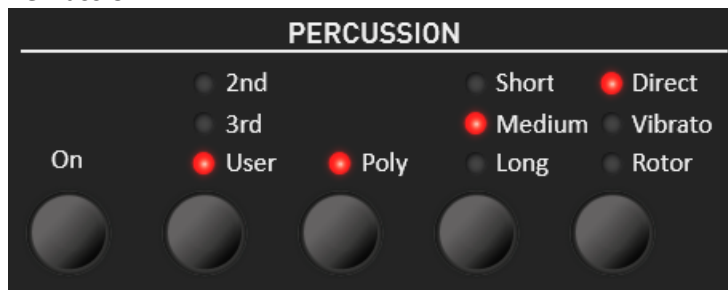 PERCUSSION
2nd Short Direct
3rd Medium Vibrato
On User Poly Long Rotor